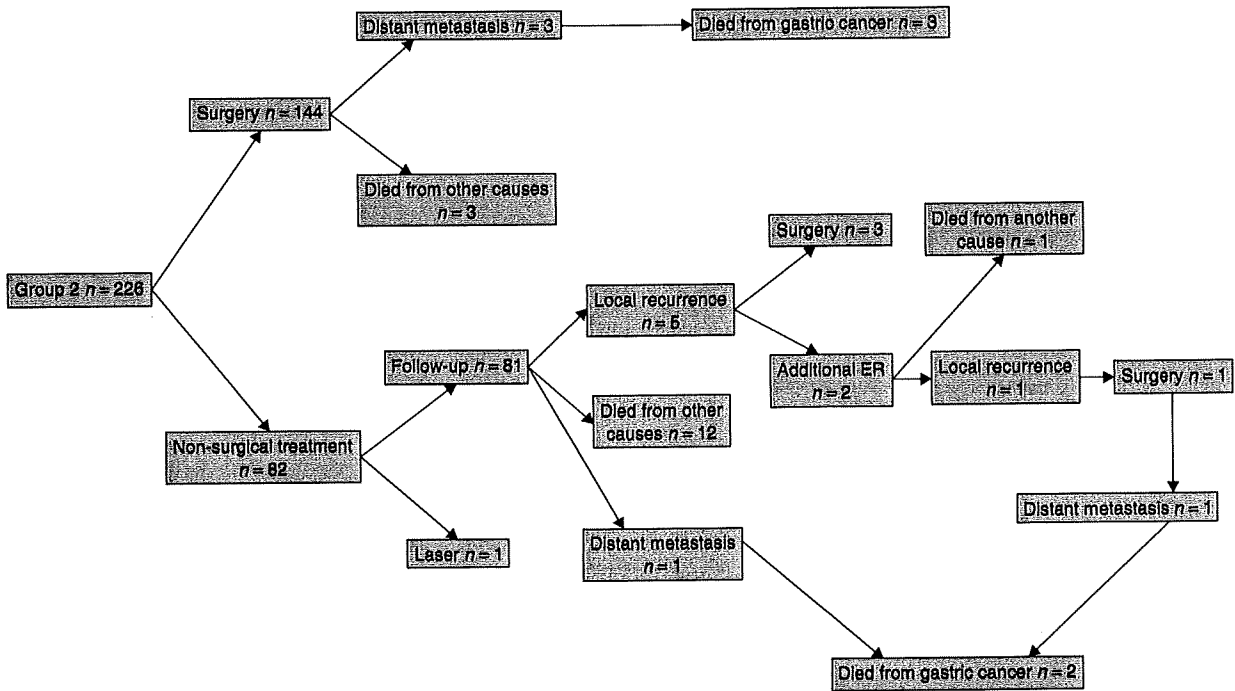 Distant metastasis n = 3
Died from gastric cancer n = 3
Surgery n = 144
Died from other causes
n = 3
Group 2 n = 226
Surgery n = 3
Died from another
cause n = 1
Local recurrence
n = 5
Follow-up n = 81
Additional ER
n = 2
Local recurrence
n = 1
Surgery n = 1
Died from other
causes n = 12
Non-surgical treatment
n = 82
Distant metastasis n = 1
Laser n = 1
Distant metastasis
n = 1
Died from gastric cancer n = 2